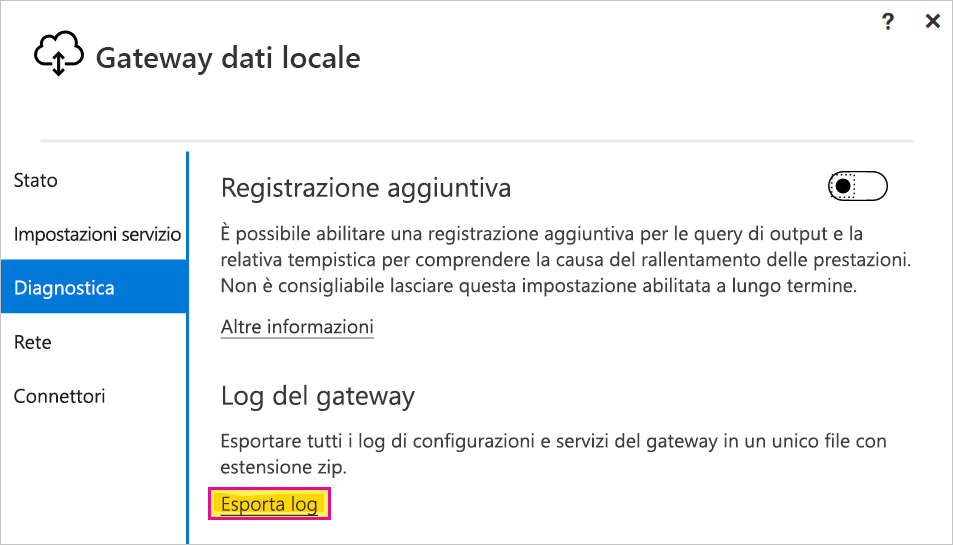 ?
×
Gateway dati locale
Stato
Impostazioni servizio
Diagnostica
Rete
Connettori
Registrazione aggiuntiva
È possibile abilitare una registrazione aggiuntiva per le query di output e la
relativa tempistica per comprendere la causa del rallentamento delle prestazioni.
Non è consigliabile lasciare questa impostazione abilitata a lungo termine.
Altre informazioni
Log del gateway
Esportare tutti i log di configurazioni e servizi del gateway in un unico file con
estensione zip.
Esporta log